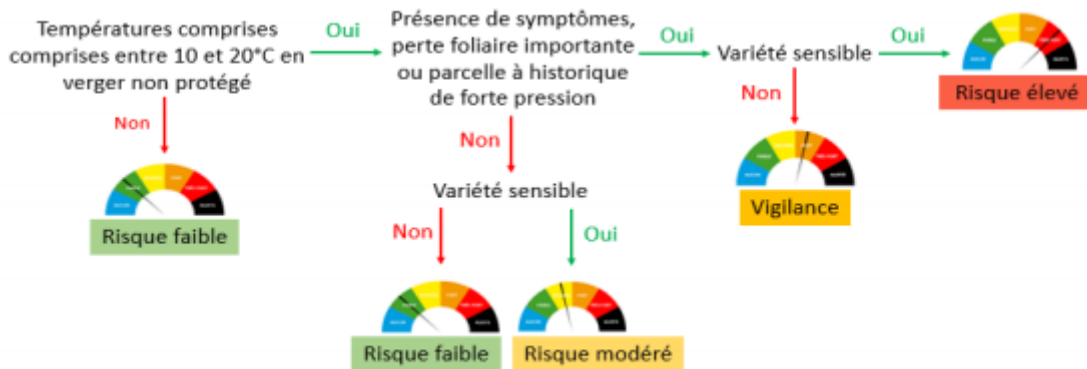 Températures comprises
comprises entre 10 et 20°C en
verger non protégé
Oui
Présence de symptômes,
perte foliaire importante
ou parcelle à historique
de forte pression
Oui
Variété sensible
Oui
Risque élevé
Non
Risque faible
Non
Variété sensible
Non
Vigilance
Non
Risque faible
Oui
Risque modéré